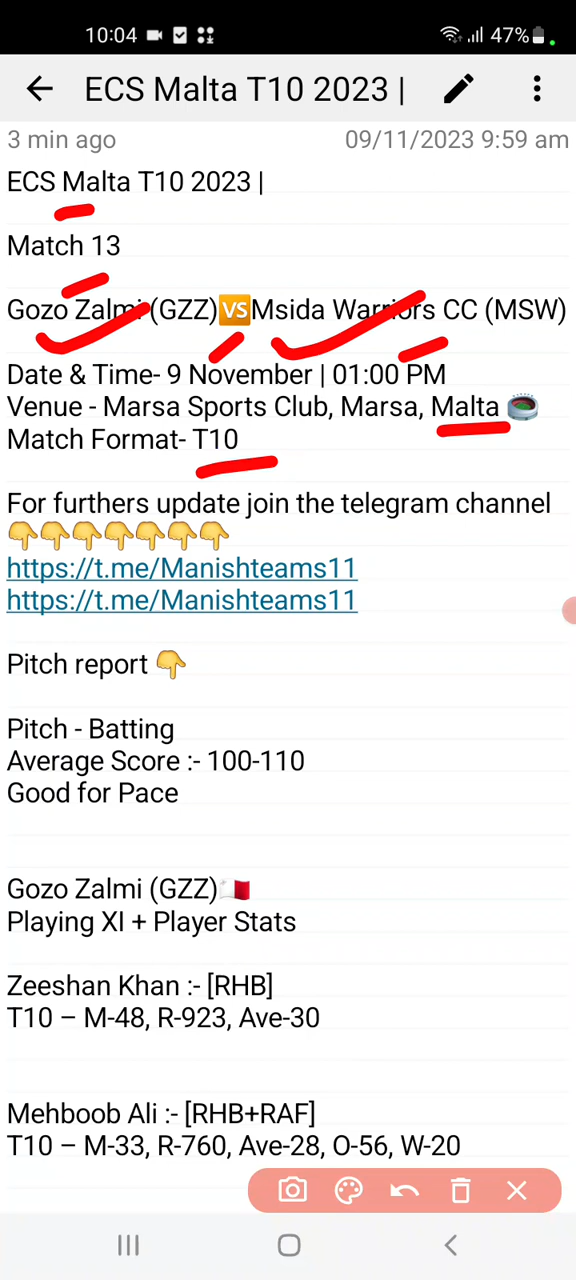 10:04
47%
ECS Malta T10 2023 |
3 min ago 09/11/2023 9:59 am
ECS Malta T10 2023 |
Match 13
Gozo Zalmi (GZZ)🆚Msida Warriors CC (MSW)
Date & Time- 9 November | 01:00 PM
Venue - Marsa Sports Club, Marsa, Malta 🏟️
Match Format- T10
For furthers update join the telegram channel
👇👇👇👇👇👇👇
https://t.me/Manishteams11
https://t.me/Manishteams11
Pitch report 👇
Pitch - Batting
Average Score :- 100-110
Good for Pace
Gozo Zalmi (GZZ)🇲🇹
Playing XI + Player Stats
Zeeshan Khan :- [RHB]
T10 – M-48, R-923, Ave-30
Mehboob Ali :- [RHB+RAF]
T10 – M-33, R-760, Ave-28, O-56, W-20